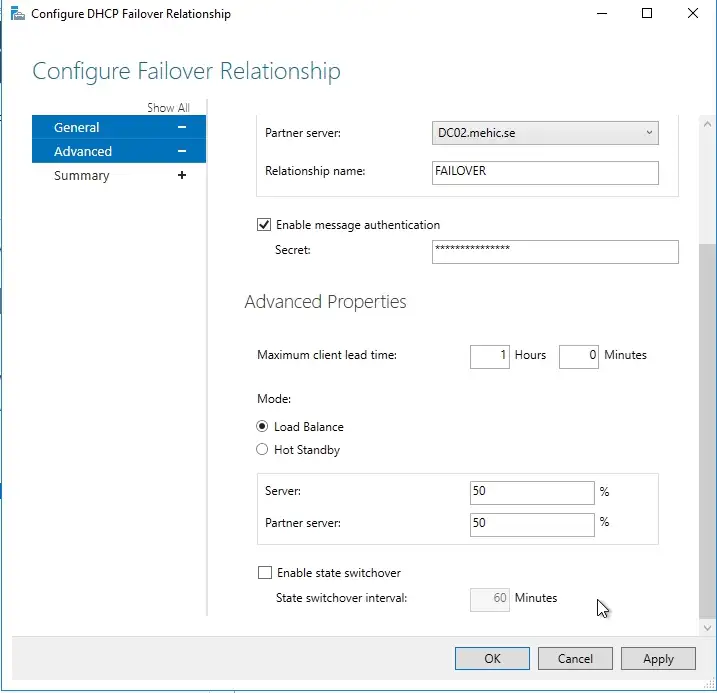 Configure DHCP Failover Relationship
Configure Failover Relationship
Show All
General
Advanced
Summary
Partner server: DC02.mehic.se
Relationship name: FAILOVER
Enable message authentication
Secret: ***************
Advanced Properties
Maximum client lead time: 1 Hours 0 Minutes
Mode:
Load Balance
Hot Standby
Server: 50 %
Partner server: 50 %
Enable state switchover
State switchover interval: 60 Minutes
OK Cancel Apply